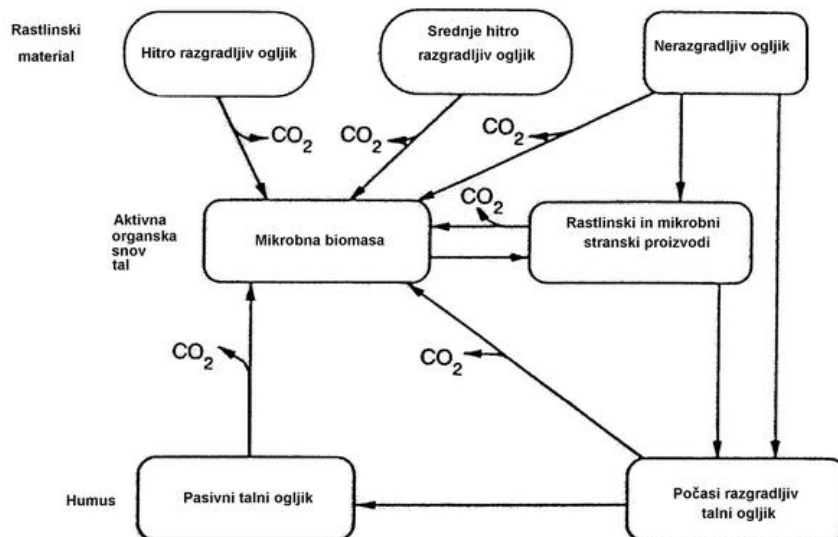 Rastlinski
material
Hitro razgradljiv ogljik
Srednje hitro
razgradljiv ogljik
Nerazgradljiv ogljik
CO2
CO2
CO2
CO2
Aktivna
organska
snov
tal
Mikrobna biomasa
Rastlinski in mikrobni
stranski proizvodi
CO2
CO2
Humus
Pasivni talni ogljik
Počasi razgradljiv
talni ogljik